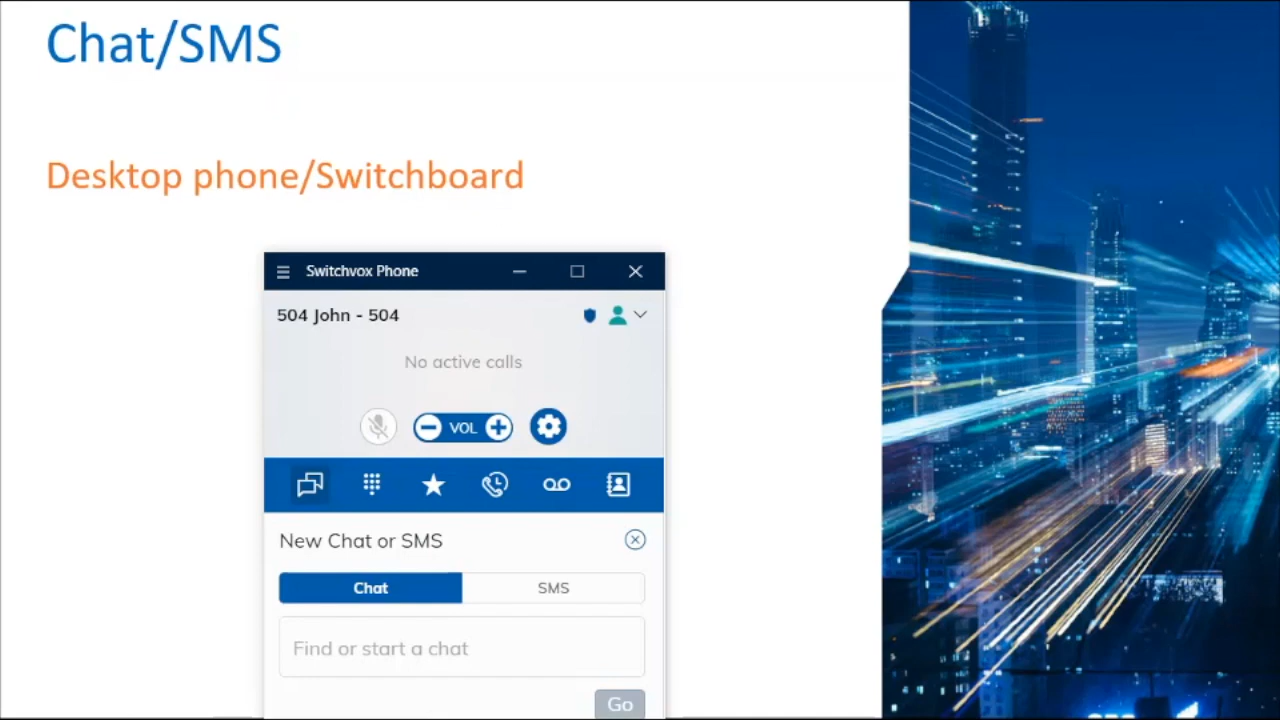 Chat/SMS
Desktop phone/Switchboard
Switchvox Phone
504 John - 504
No active calls
VOL
New Chat or SMS
Chat SMS
Find or start a chat
Go